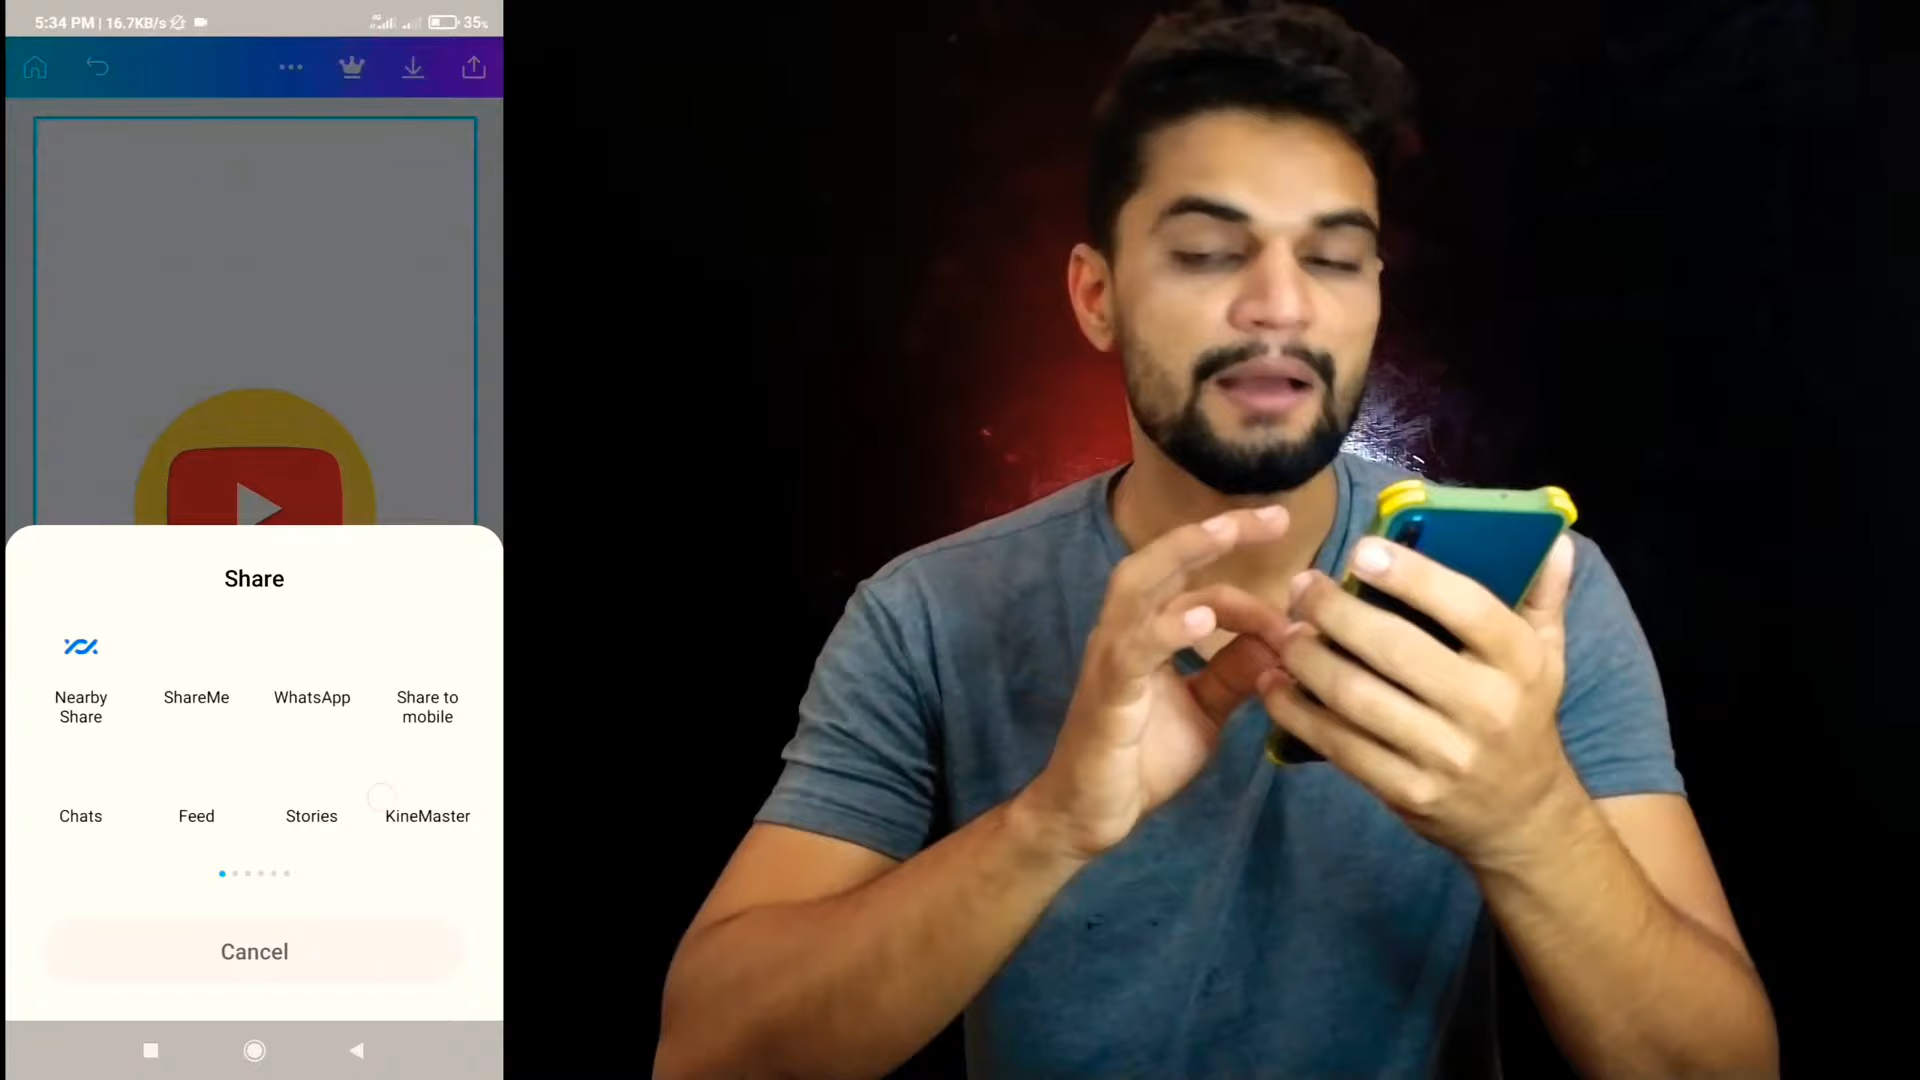 5:34 PM | 16.7KB/s 4G 35%
Share
Nearby Share
ShareMe
WhatsApp
Share to mobile
Chats
Feed
Stories
KineMaster
Cancel